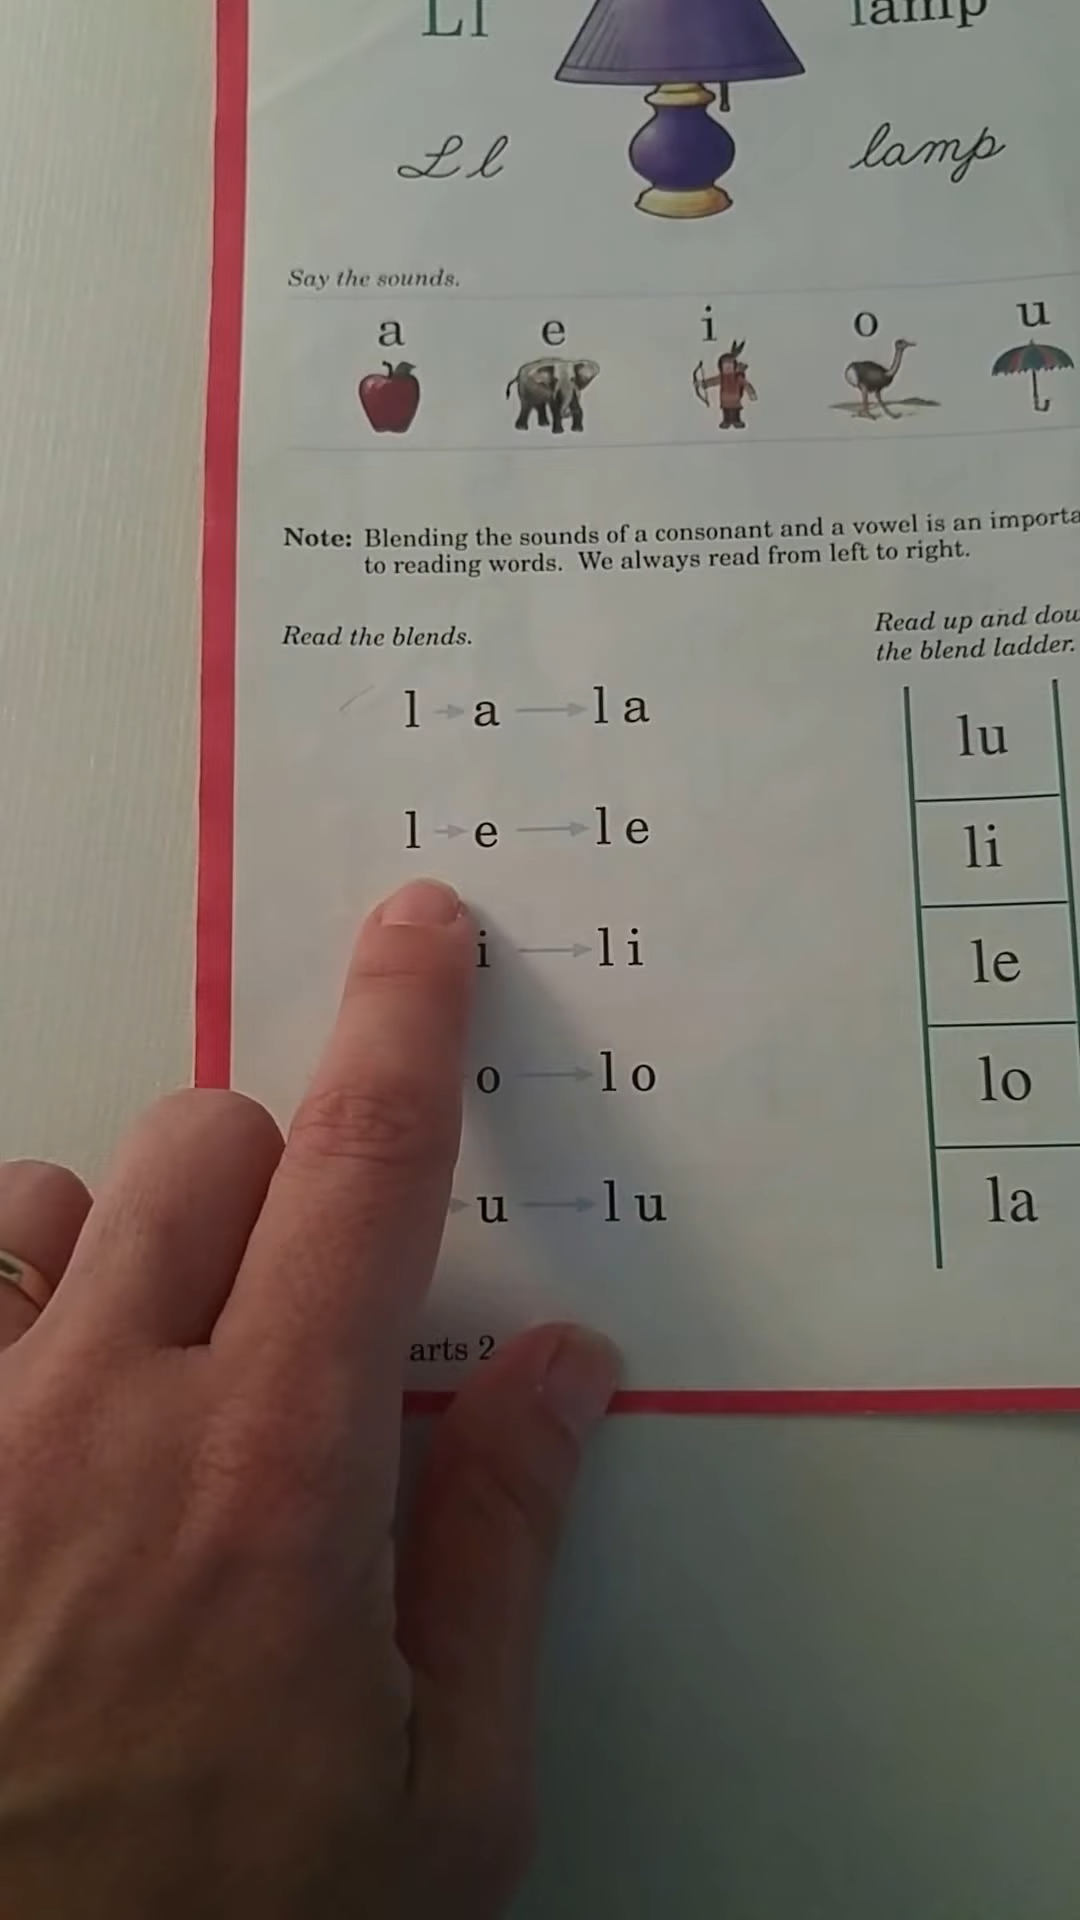 Ll
lamp
Ll
lamp
Say the sounds.
a e i o u
Note: Blending the sounds of a consonant and a vowel is an
to reading words. We always read from left to right.
Read the blends.
l a la
l e le
i li
o lo
u lu
Read up and
the blend ladder.
lu
li
le
lo
la
arts 2